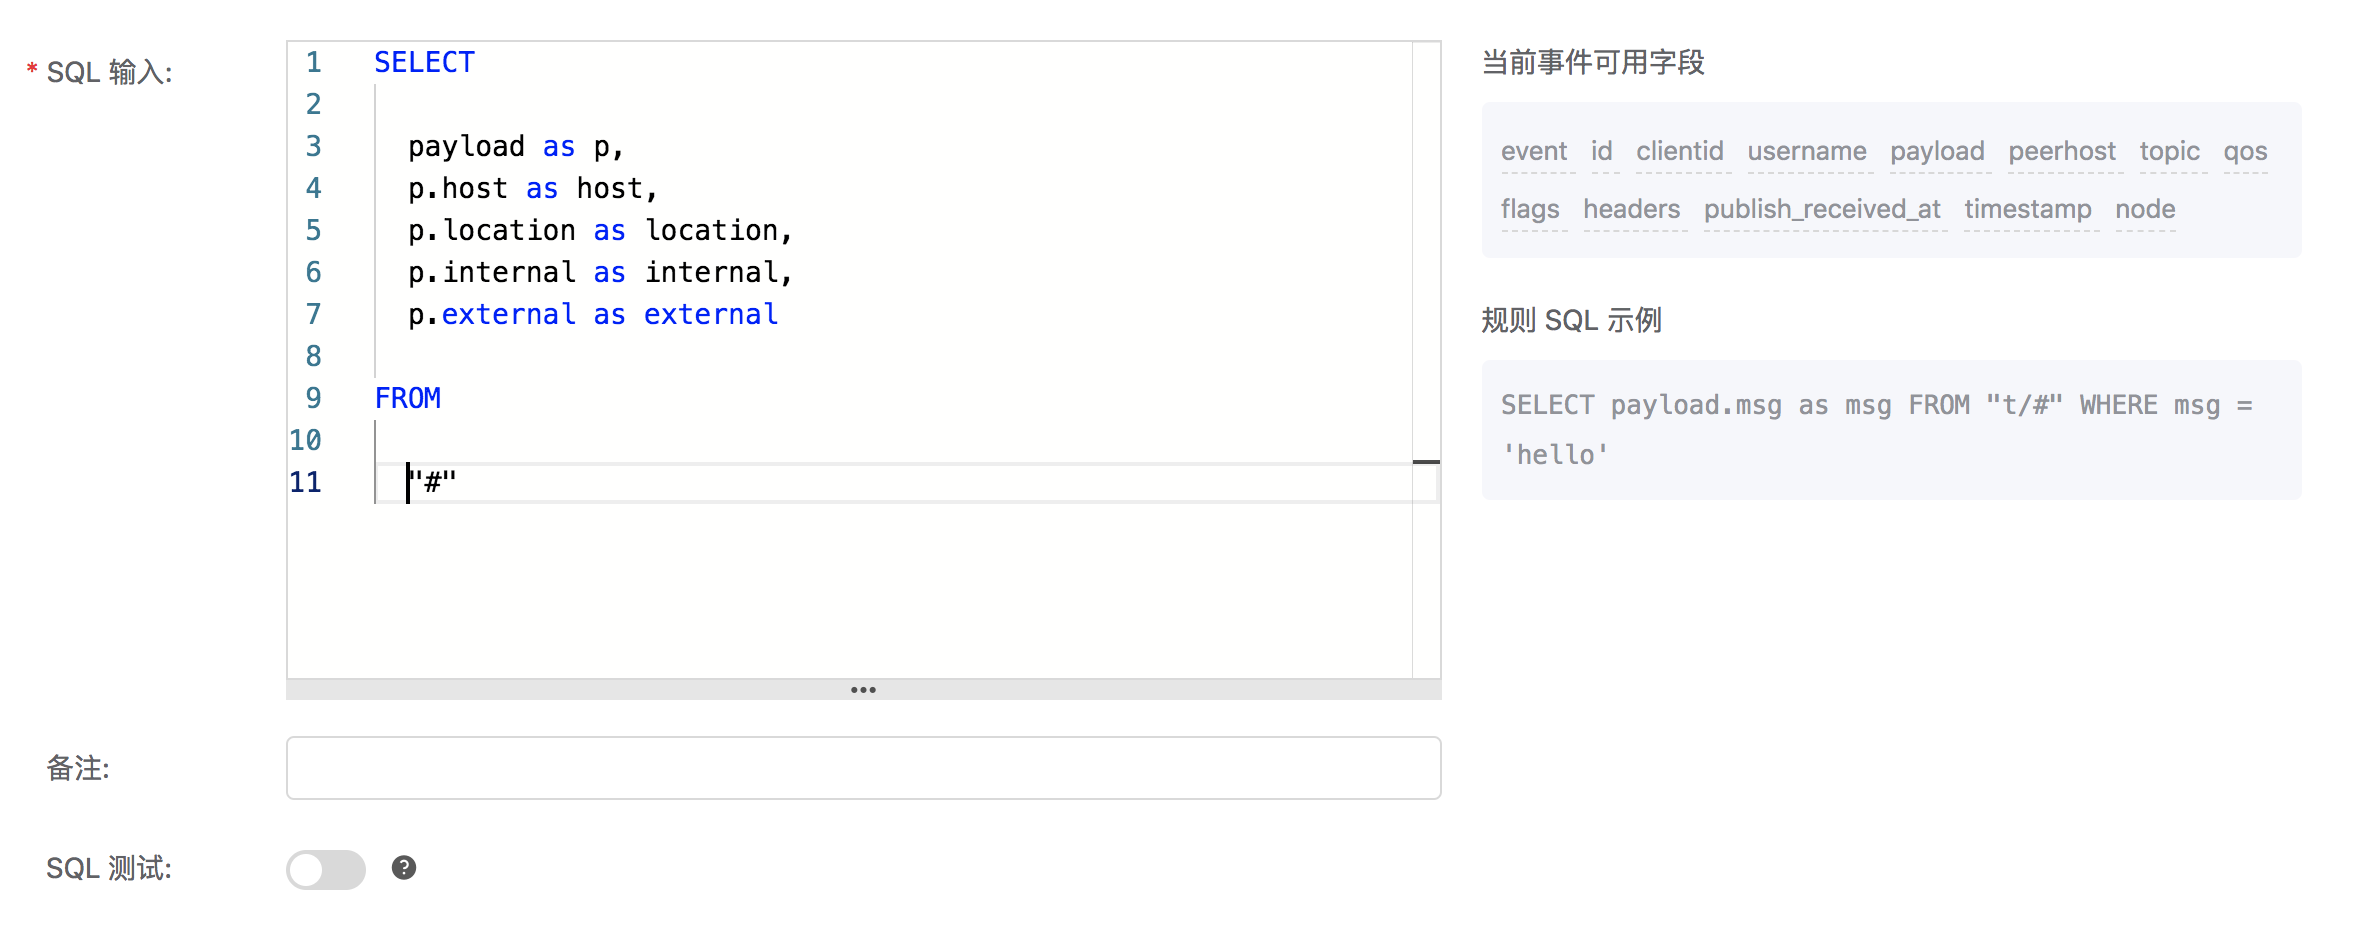 * SQL 输入:
1 SELECT
2
3 payload as p,
4 p.host as host,
5 p.location as location,
6 p.internal as internal,
7 p.external as external
8
9 FROM
10
11 "#"
•••
当前事件可用字段
event id clientid username payload peerhost topic qos
flags headers publish_received_at timestamp node
规则 SQL 示例
SELECT payload.msg as msg FROM "t/#" WHERE msg =
'hello'
备注:
SQL 测试: ?